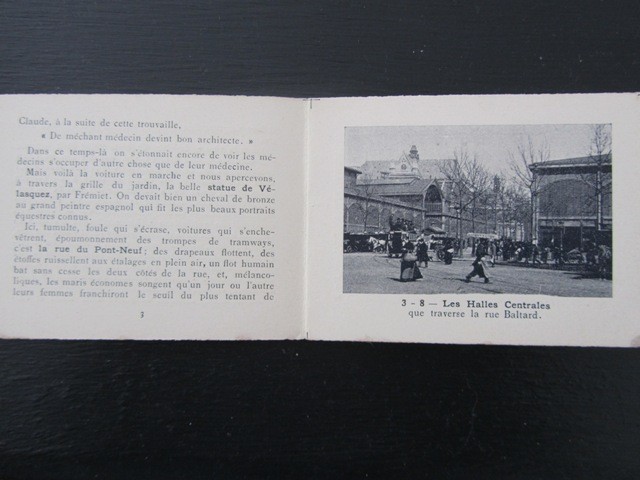 Claude, à la suite de cette trouvaille,
« De méchant médecin devint bon architecte. »
Dans ce temps-là on s'étonnait encore de voir les mé-
decins s'occuper d'autre chose que de leur médecine.
Mais voilà la voiture en marche et nous apercevons,
à travers la grille du jardin, la belle statue de Vé-
lasquez, par Frémiet. On devait bien un cheval de bronze
au grand peintre espagnol qui fit les plus beaux portraits
équestres connus.
Ici, tumulte, foule qui s'écrase, voitures qui s'enche-
vêtrent, époumonnement des trompes de tramways,
c'est la rue du Pont-Neuf; des drapeaux flottent, des
étoffes ruissellent aux étalages en plein air, un flot humain
bat sans cesse les deux côtés de la rue, et, mélanco-
liques, les maris économes songent qu'un jour ou l'autre
leurs femmes franchiront le seuil du plus tentant de
3
3 - 8 — Les Halles Centrales
que traverse la rue Baltard.